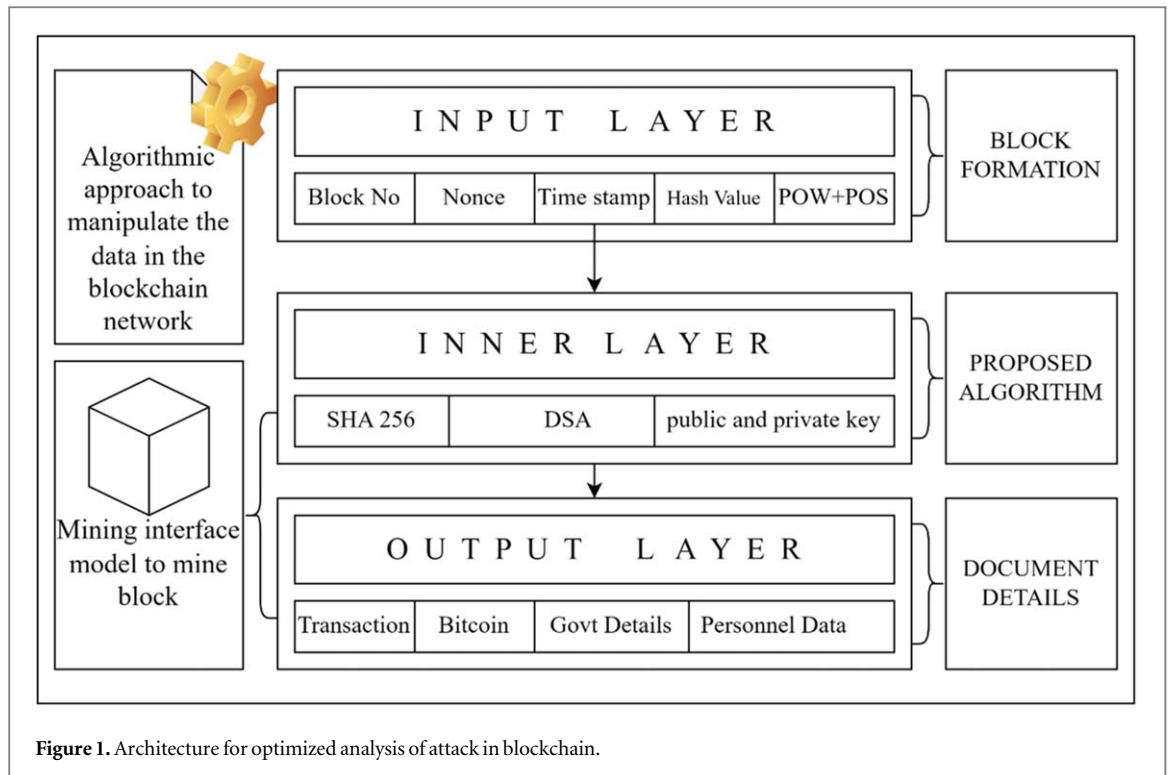 Algorithmic
approach to
manipulate the
data in the
blockchain
network
INPUT LAYER
Block No Nonce Time stamp Hash Value POW+POS
BLOCK
FORMATION
INNER LAYER
SHA 256 DSA public and private key
PROPOSED
ALGORITHM
Mining interface
model to mine
block
OUTPUT LAYER
Transaction Bitcoin Govt Details Personnel Data
DOCUMENT
DETAILS
Figure 1. Architecture for optimized analysis of attack in blockchain.